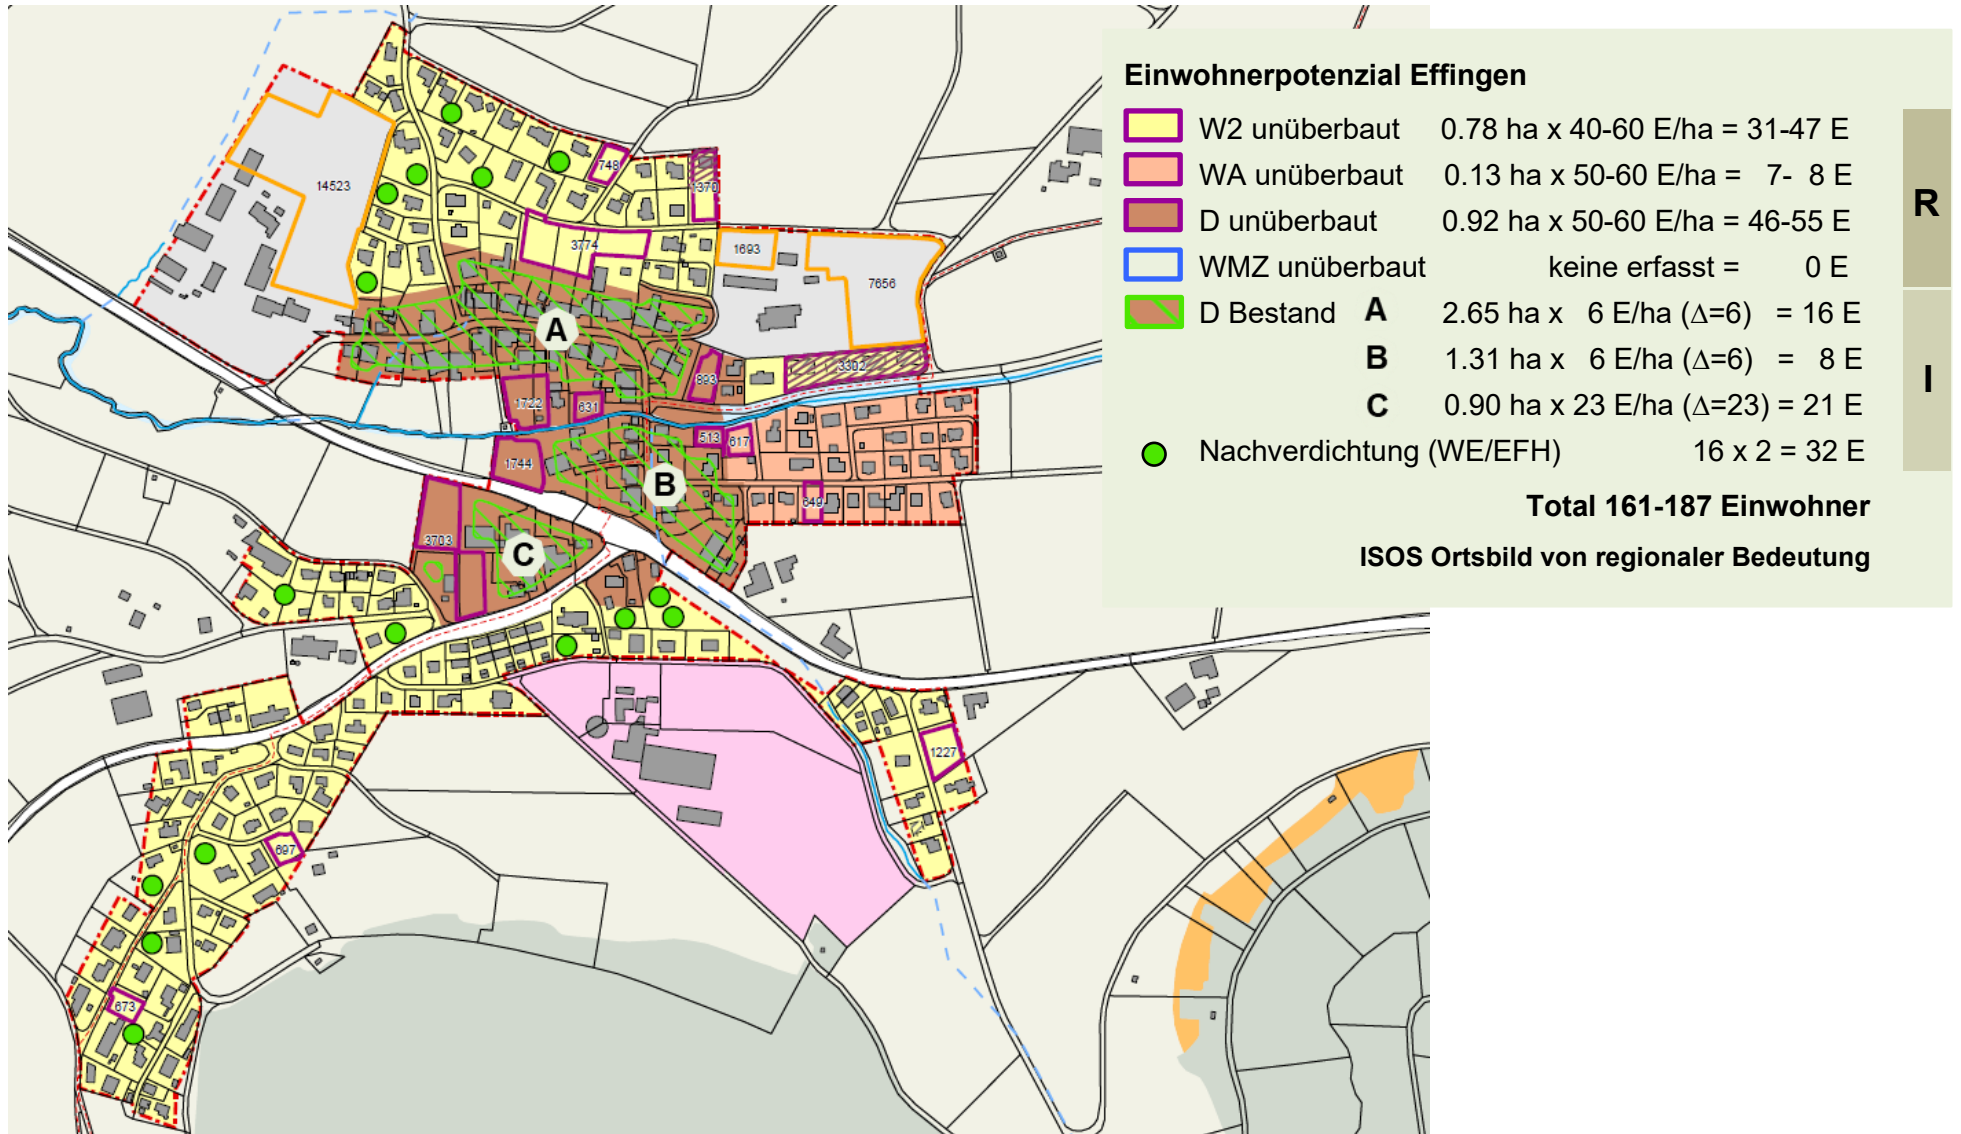 Einwohnerpotenzial Effingen
W2 unüberbaut 0.78 ha x 40-60 E/ha = 31-47 E
WA unüberbaut 0.13 ha x 50-60 E/ha = 7- 8 E
D unüberbaut 0.92 ha x 50-60 E/ha = 46-55 E
WMZ unüberbaut keine erfasst = 0 E
R
D Bestand A 2.65 ha x 6 E/ha (∆=6) = 16 E
B 1.31 ha x 6 E/ha (∆=6) = 8 E
C 0.90 ha x 23 E/ha (∆=23) = 21 E
I
Nachverdichtung (WE/EFH) 16 x 2 = 32 E
Total 161-187 Einwohner
ISOS Ortsbild von regionaler Bedeutung
748
14523
1370
3774
1693
7656
A
3302
893
1722
631
513
617
1744
B
649
3703
C
1227
697
673